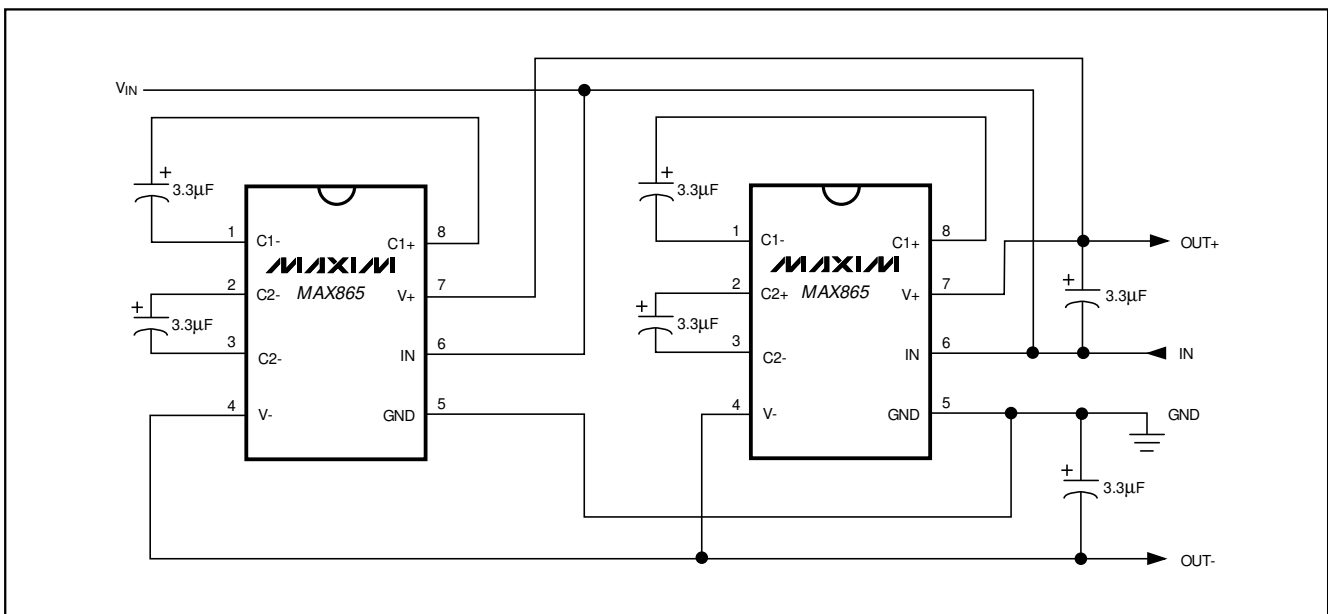 VIN
+
3.3µF
1
C1-
C1+
8
MAXIM
MAX865
2
C2-
V+
7
+
3.3µF
3
C2-
IN
6
4
V-
GND
5
+
3.3µF
1
C1-
C1+
8
MAXIM
MAX865
2
C2+
V+
7
+
3.3µF
3
C2-
IN
6
4
V-
GND
5
OUT+
+
3.3µF
IN
GND
+
3.3µF
OUT-